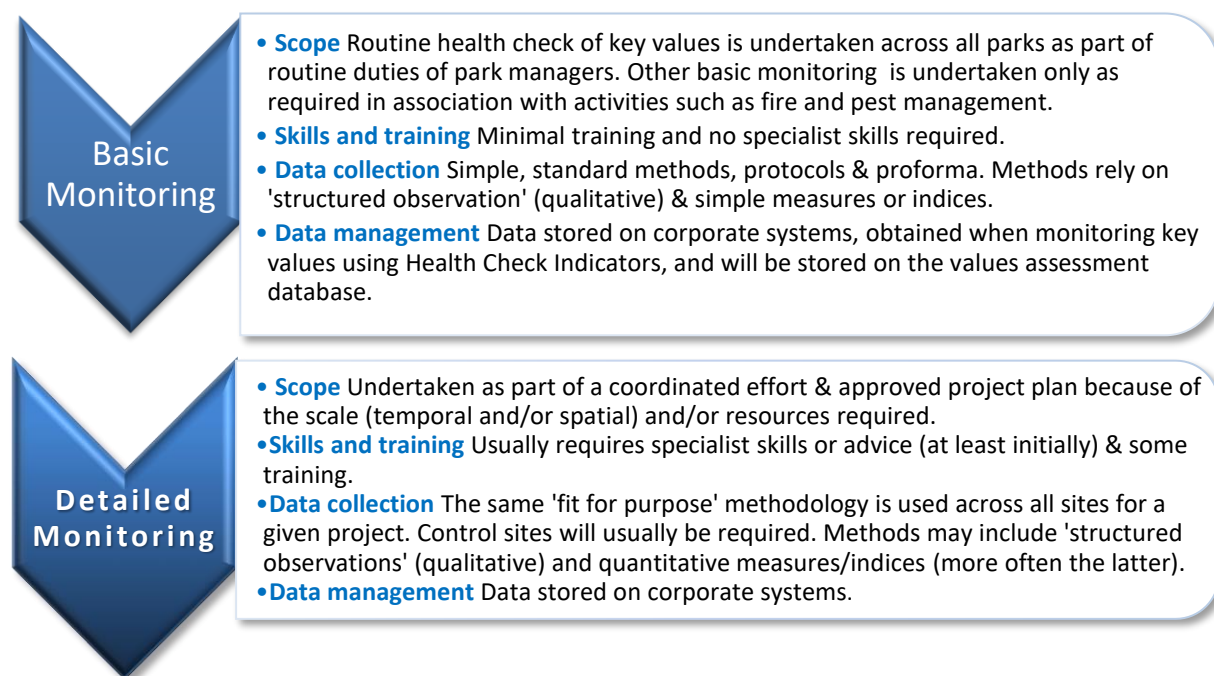 Basic
Monitoring
• Scope Routine health check of key values is undertaken across all parks as part of
routine duties of park managers. Other basic monitoring is undertaken only as
required in association with activities such as fire and pest management.
• Skills and training Minimal training and no specialist skills required.
• Data collection Simple, standard methods, protocols & proforma. Methods rely on
'structured observation' (qualitative) & simple measures or indices.
• Data management Data stored on corporate systems, obtained when monitoring key
values using Health Check Indicators, and will be stored on the values assessment
database.
Detailed
Monitoring
• Scope Undertaken as part of a coordinated effort & approved project plan because of
the scale (temporal and/or spatial) and/or resources required.
•Skills and training Usually requires specialist skills or advice (at least initially) & some
training.
•Data collection The same 'fit for purpose' methodology is used across all sites for a
given project. Control sites will usually be required. Methods may include 'structured
observations' (qualitative) and quantitative measures/indices (more often the latter).
•Data management Data stored on corporate systems.